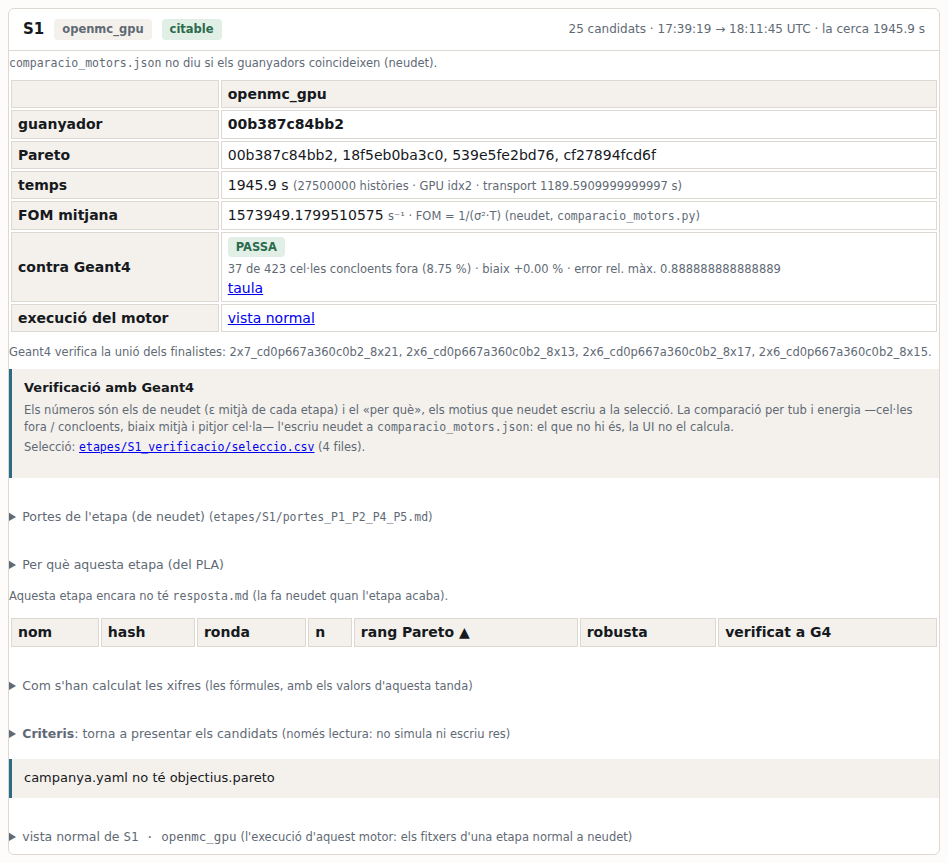 S1 openmc_gpu citable 25 candidats · 17:39:19 → 18:11:45 UTC · la cerca 1945.9 s
comparacio_motors.json no diu si els guanyadors coincideixen (neudet).
openmc_gpu
guanyador 00b387c84bb2
Pareto 00b387c84bb2, 18f5eb0ba3c0, 539e5fe2bd76, cf27894fcd6f
temps 1945.9 s (27500000 històries · GPU idx2 · transport 1189.5909999999997 s)
FOM mitjana 1573949.1799510575 s⁻¹ · FOM = 1/(σ²·T) (neudet, comparacio_motors.py)
contra Geant4 PASSA
37 de 423 cel·les concloents fora (8.75 %) · biaix +0.00 % · error rel. màx. 0.888888888888889
taula
execució del motor vista normal
Geant4 verifica la unió dels finalistes: 2x7_cd0p667a360c0b2_8x21, 2x6_cd0p667a360c0b2_8x13, 2x6_cd0p667a360c0b2_8x17, 2x6_cd0p667a360c0b2_8x15.
Verificació amb Geant4
Els números són els de neudet (ε mitjà de cada etapa) i el «per què», els motius que neudet escriu a la selecció. La comparació per tub i energia —cel·les
fora / concloents, biaix mitjà i pitjor cel·la— l'escriu neudet a comparacio_motors.json: el que no hi és, la UI no el calcula.
Selecció: etapes/S1_verificacio/seleccio.csv (4 files).
▶ Portes de l'etapa (de neudet) (etapes/S1/portes_P1_P2_P4_P5.md)
▶ Per què aquesta etapa (del PLA)
Aquesta etapa encara no té resposta.md (la fa neudet quan l'etapa acaba).
nom hash ronda n rang Pareto ▲ robusta verificat a G4
▶ Com s'han calculat les xifres (les fórmules, amb els valors d'aquesta tanda)
▶ Criteris: torna a presentar els candidats (només lectura: no simula ni escriu res)
campanya.yaml no té objectius.pareto
▶ vista normal de S1 · openmc_gpu (l'execució d'aquest motor: els fitxers d'una etapa normal a neudet)